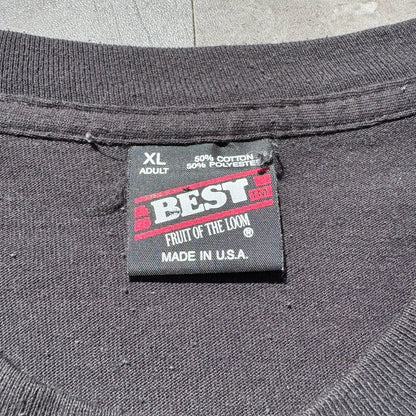 XL
ADULT
50% COTTON
50% POLYESTER
BEST
FRUIT OF THE LOOM ®
MADE IN U.S.A.